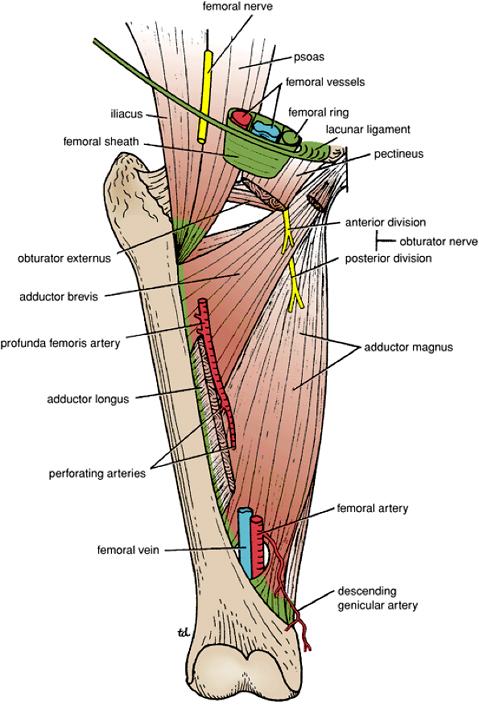 femoral nerve
psoas
femoral vessels
iliacus
femoral ring
femoral sheath
lacunar ligament
pectineus
anterior division
obturator nerve
obturator externus
posterior division
adductor brevis
profunda femoris artery
adductor magnus
adductor longus
perforating arteries
femoral artery
femoral vein
descending
genicular artery
td